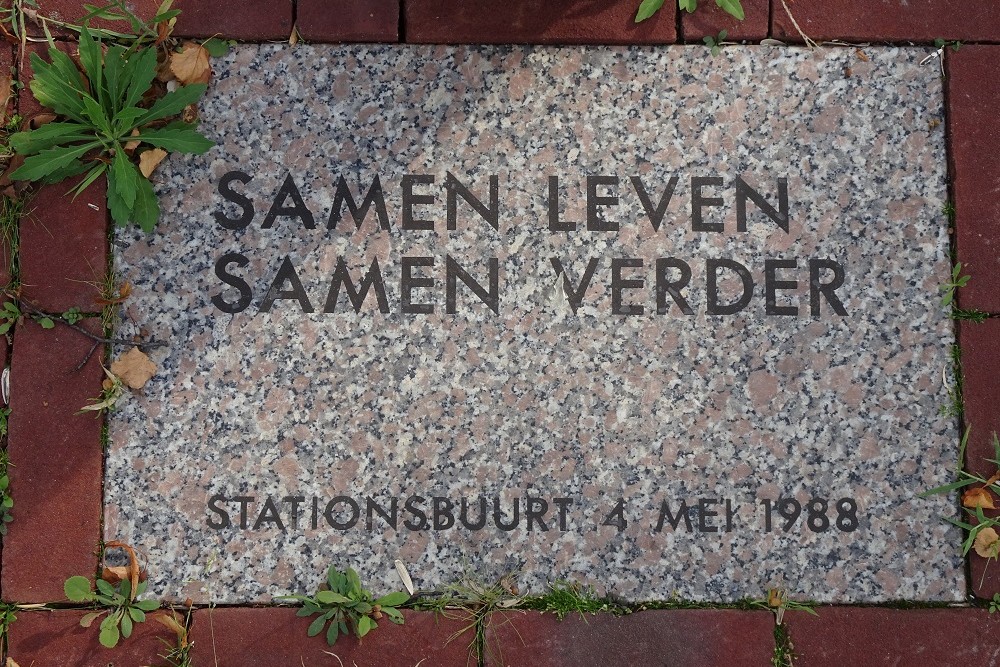 SAMEN LEVEN
SAMEN VERDER
STATIONSBUURT 4 MEI 1988